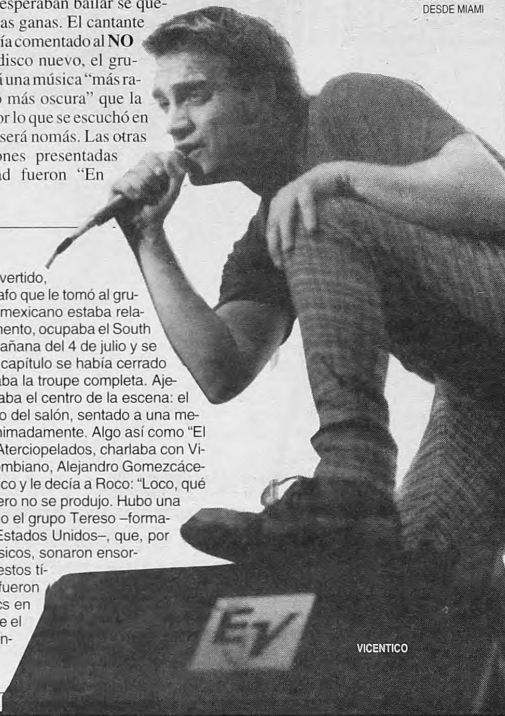 DESDE MIAMI
esperaban bailar se que-
as ganas. El cantante
ía comentado al NO
disco nuevo, el gru-
una música "más ra-
más oscura" que la
or lo que se escuchó en
será nomás. Las otras
ones presentadas
ad fueron "En
vertido,
afo que le tomó al gru-
mexicano estaba rela-
mento, ocupaba el South
añana del 4 de julio y se
capítulo se había cerrado
aba la troupe completa. Aje-
aba el centro de la escena: el
o del salón, sentado a una me-
nimadamente. Algo así como "El
Aterciopelados, charlaba con Vi-
ombiano, Alejandro Gomezcáce-
co y le decía a Roco: "Loco, qué
ero no se produjo. Hubo una
o el grupo Tereso –forma-
Estados Unidos–, que, por
sicos, sonaron ensor-
estos tí-
fueron
cs en
e el
n-
EV
VICENTICO